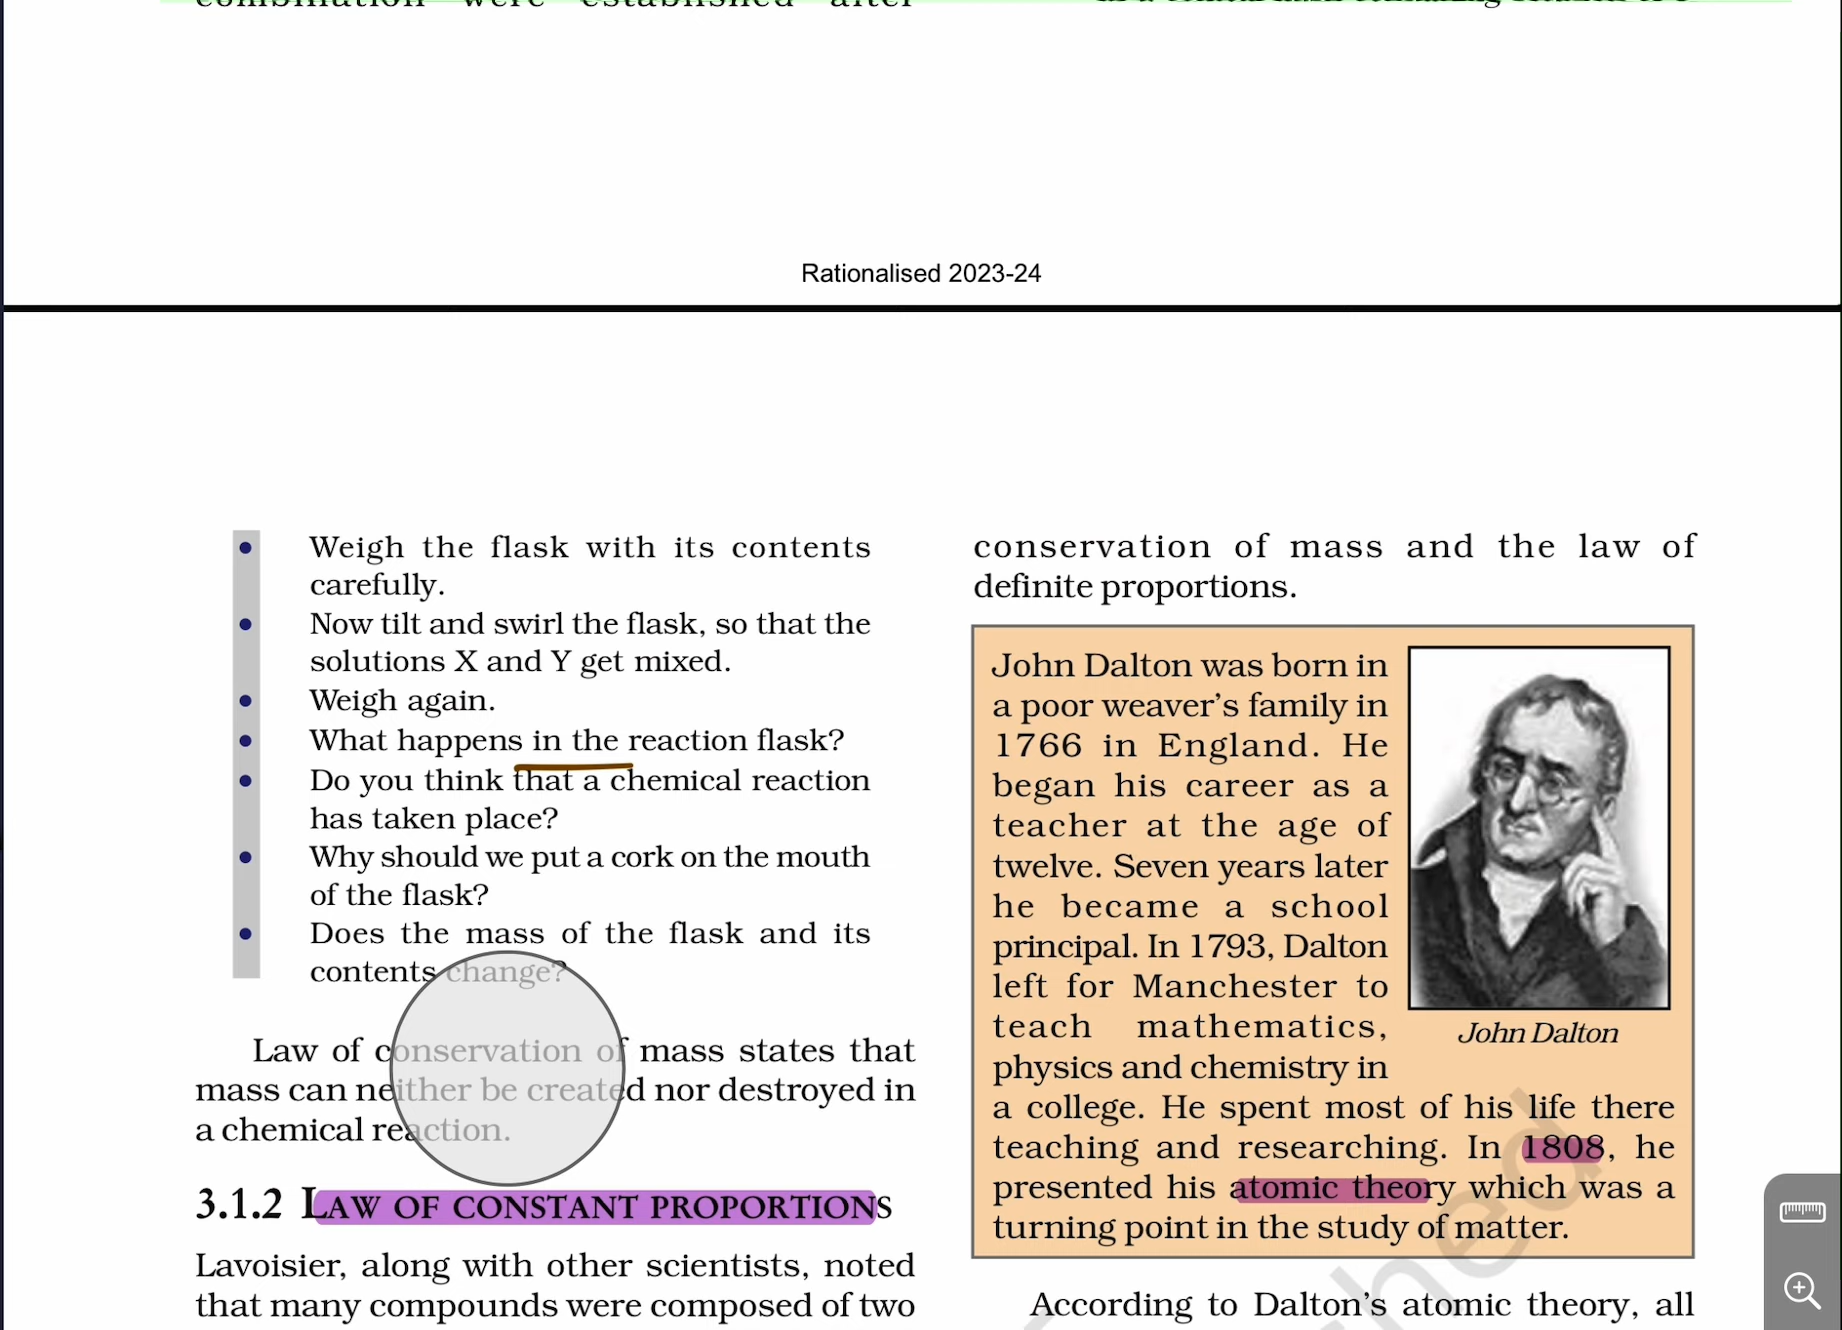 combination were established after
Rationalised 2023-24
• Weigh the flask with its contents
carefully.
• Now tilt and swirl the flask, so that the
solutions X and Y get mixed.
• Weigh again.
• What happens in the reaction flask?
• Do you think that a chemical reaction
has taken place?
• Why should we put a cork on the mouth
of the flask?
• Does the mass of the flask and its
contents change?
Law of conservation of mass states that
mass can neither be created nor destroyed in
a chemical reaction.
3.1.2 LAW OF CONSTANT PROPORTIONS
Lavoisier, along with other scientists, noted
that many compounds were composed of two
conservation of mass and the law of
definite proportions.
John Dalton was born in
a poor weaver’s family in
1766 in England. He
began his career as a
teacher at the age of
twelve. Seven years later
he became a school
principal. In 1793, Dalton
left for Manchester to
teach mathematics,
physics and chemistry in
a college. He spent most of his life there
teaching and researching. In 1808, he
presented his atomic theory which was a
turning point in the study of matter.
John Dalton
According to Dalton’s atomic theory, all